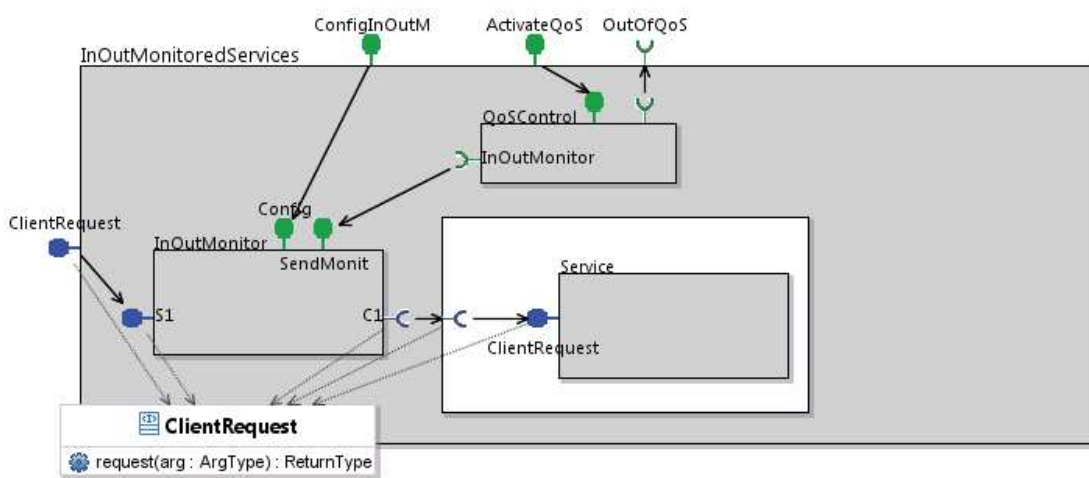 ConfigInOutM
ActivateQoS
OutOfQoS
InOutMonitoredServices
QoSControl
InOutMonitor
Config
ClientRequest
InOutMonitor
SendMonit
Service
S1
C1
ClientRequest
ClientRequest
request(arg : ArgType) : ReturnType